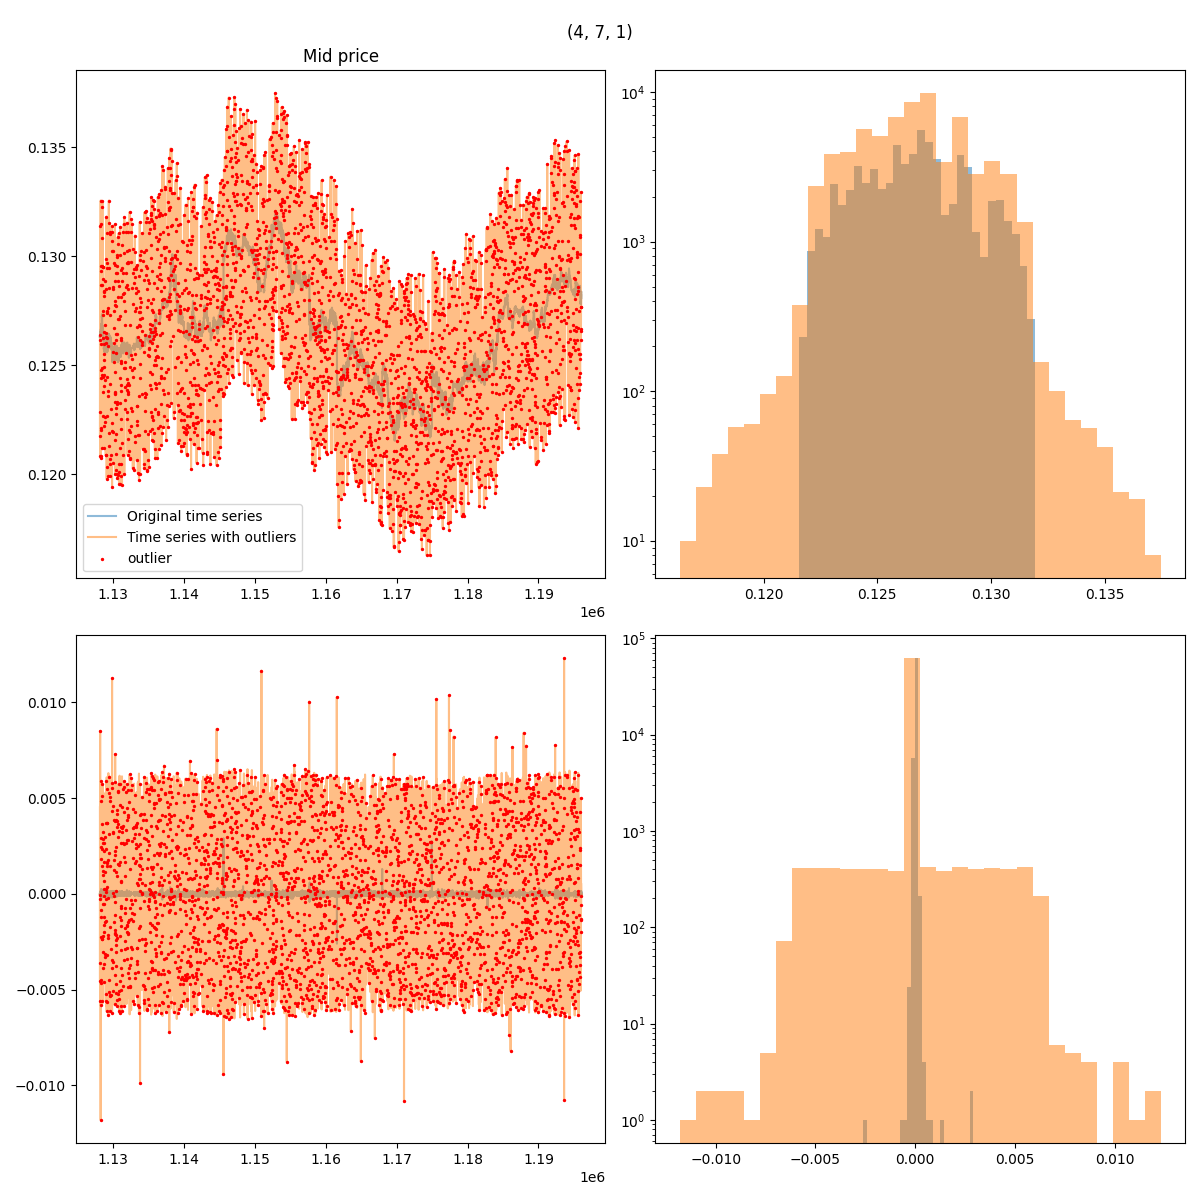 (4, 7, 1)
Mid price
0.135
0.130
0.125
0.120
Original time series
Time series with outliers
outlier
1.13 1.14 1.15 1.16 1.17 1.18 1.19
1e6
10⁴
10³
10²
10¹
0.120 0.125 0.130 0.135
0.010
0.005
0.000
−0.005
−0.010
1.13 1.14 1.15 1.16 1.17 1.18 1.19
1e6
10⁵
10⁴
10³
10²
10¹
10⁰
−0.010 −0.005 0.000 0.005 0.010